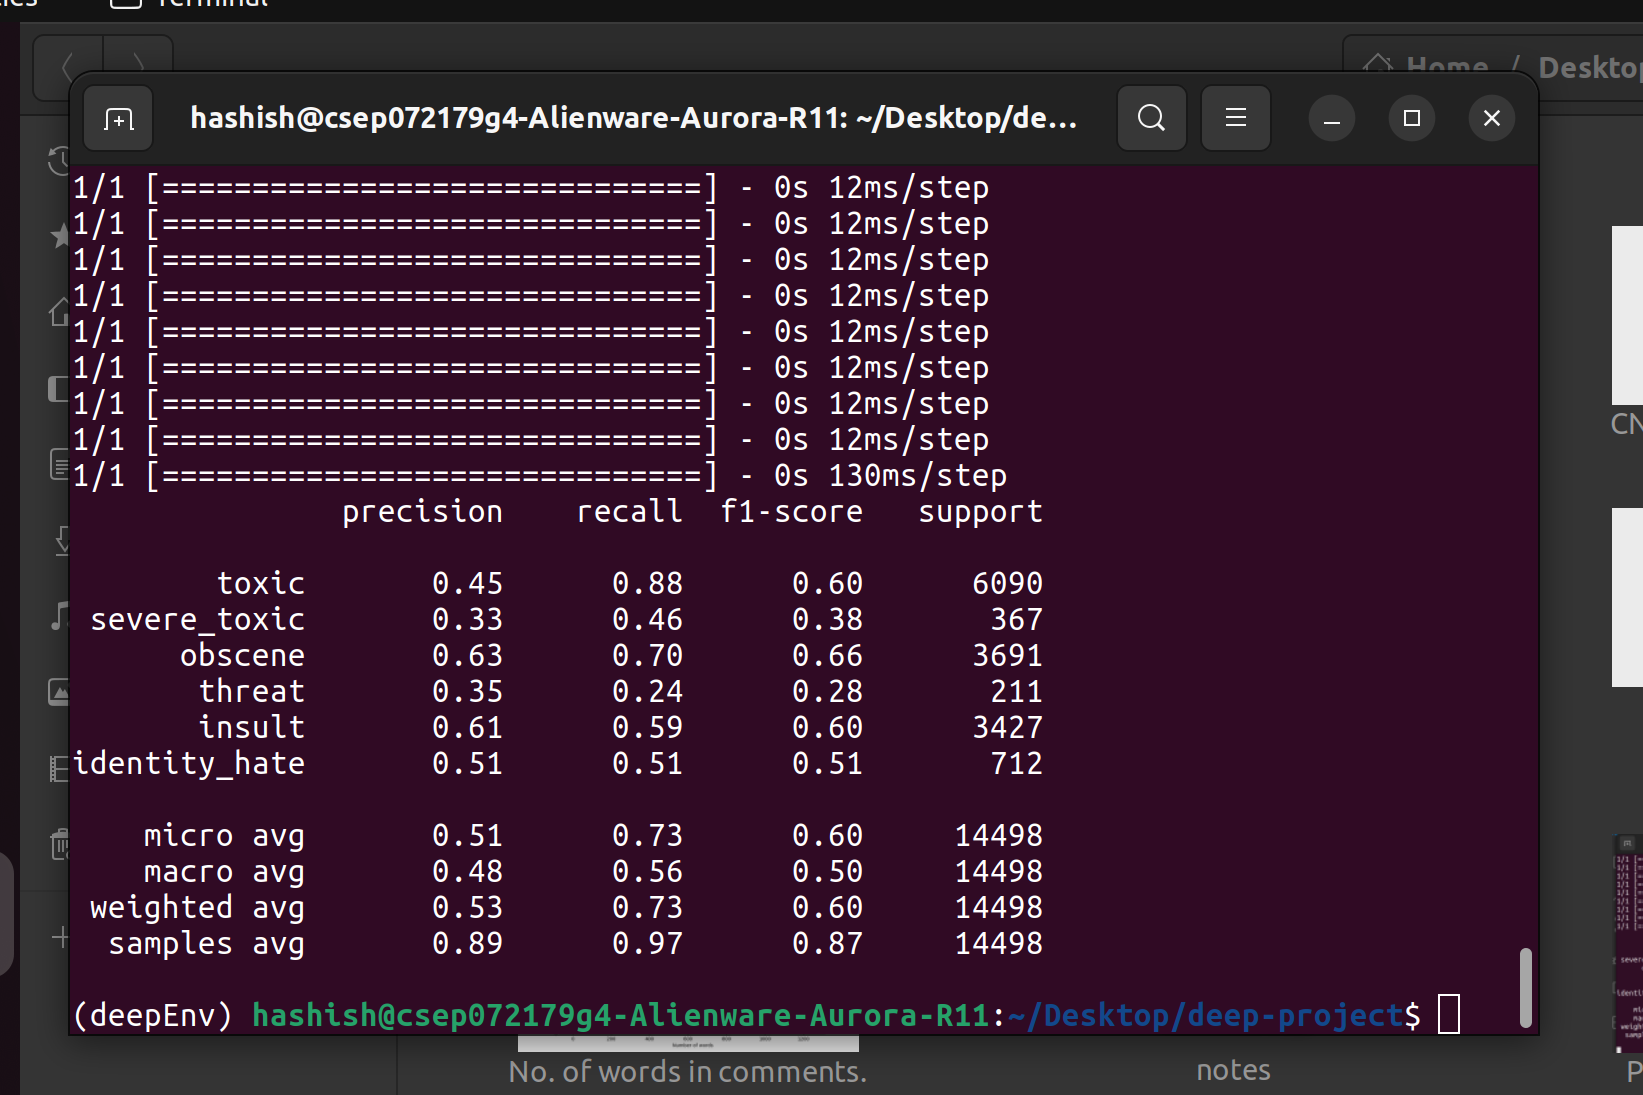 Terminal
Home / Desktop
hashish@csep072179g4-Alienware-Aurora-R11: ~/Desktop/de...
1/1 [==============================] - 0s 12ms/step
1/1 [==============================] - 0s 12ms/step
1/1 [==============================] - 0s 12ms/step
1/1 [==============================] - 0s 12ms/step
1/1 [==============================] - 0s 12ms/step
1/1 [==============================] - 0s 12ms/step
1/1 [==============================] - 0s 12ms/step
1/1 [==============================] - 0s 12ms/step
1/1 [==============================] - 0s 130ms/step
precision recall f1-score support
toxic 0.45 0.88 0.60 6090
severe_toxic 0.33 0.46 0.38 367
obscene 0.63 0.70 0.66 3691
threat 0.35 0.24 0.28 211
insult 0.61 0.59 0.60 3427
identity_hate 0.51 0.51 0.51 712
micro avg 0.51 0.73 0.60 14498
macro avg 0.48 0.56 0.50 14498
weighted avg 0.53 0.73 0.60 14498
samples avg 0.89 0.97 0.87 14498
(deepEnv) hashish@csep072179g4-Alienware-Aurora-R11:~/Desktop/deep-project$
Number of words
No. of words in comments.
notes